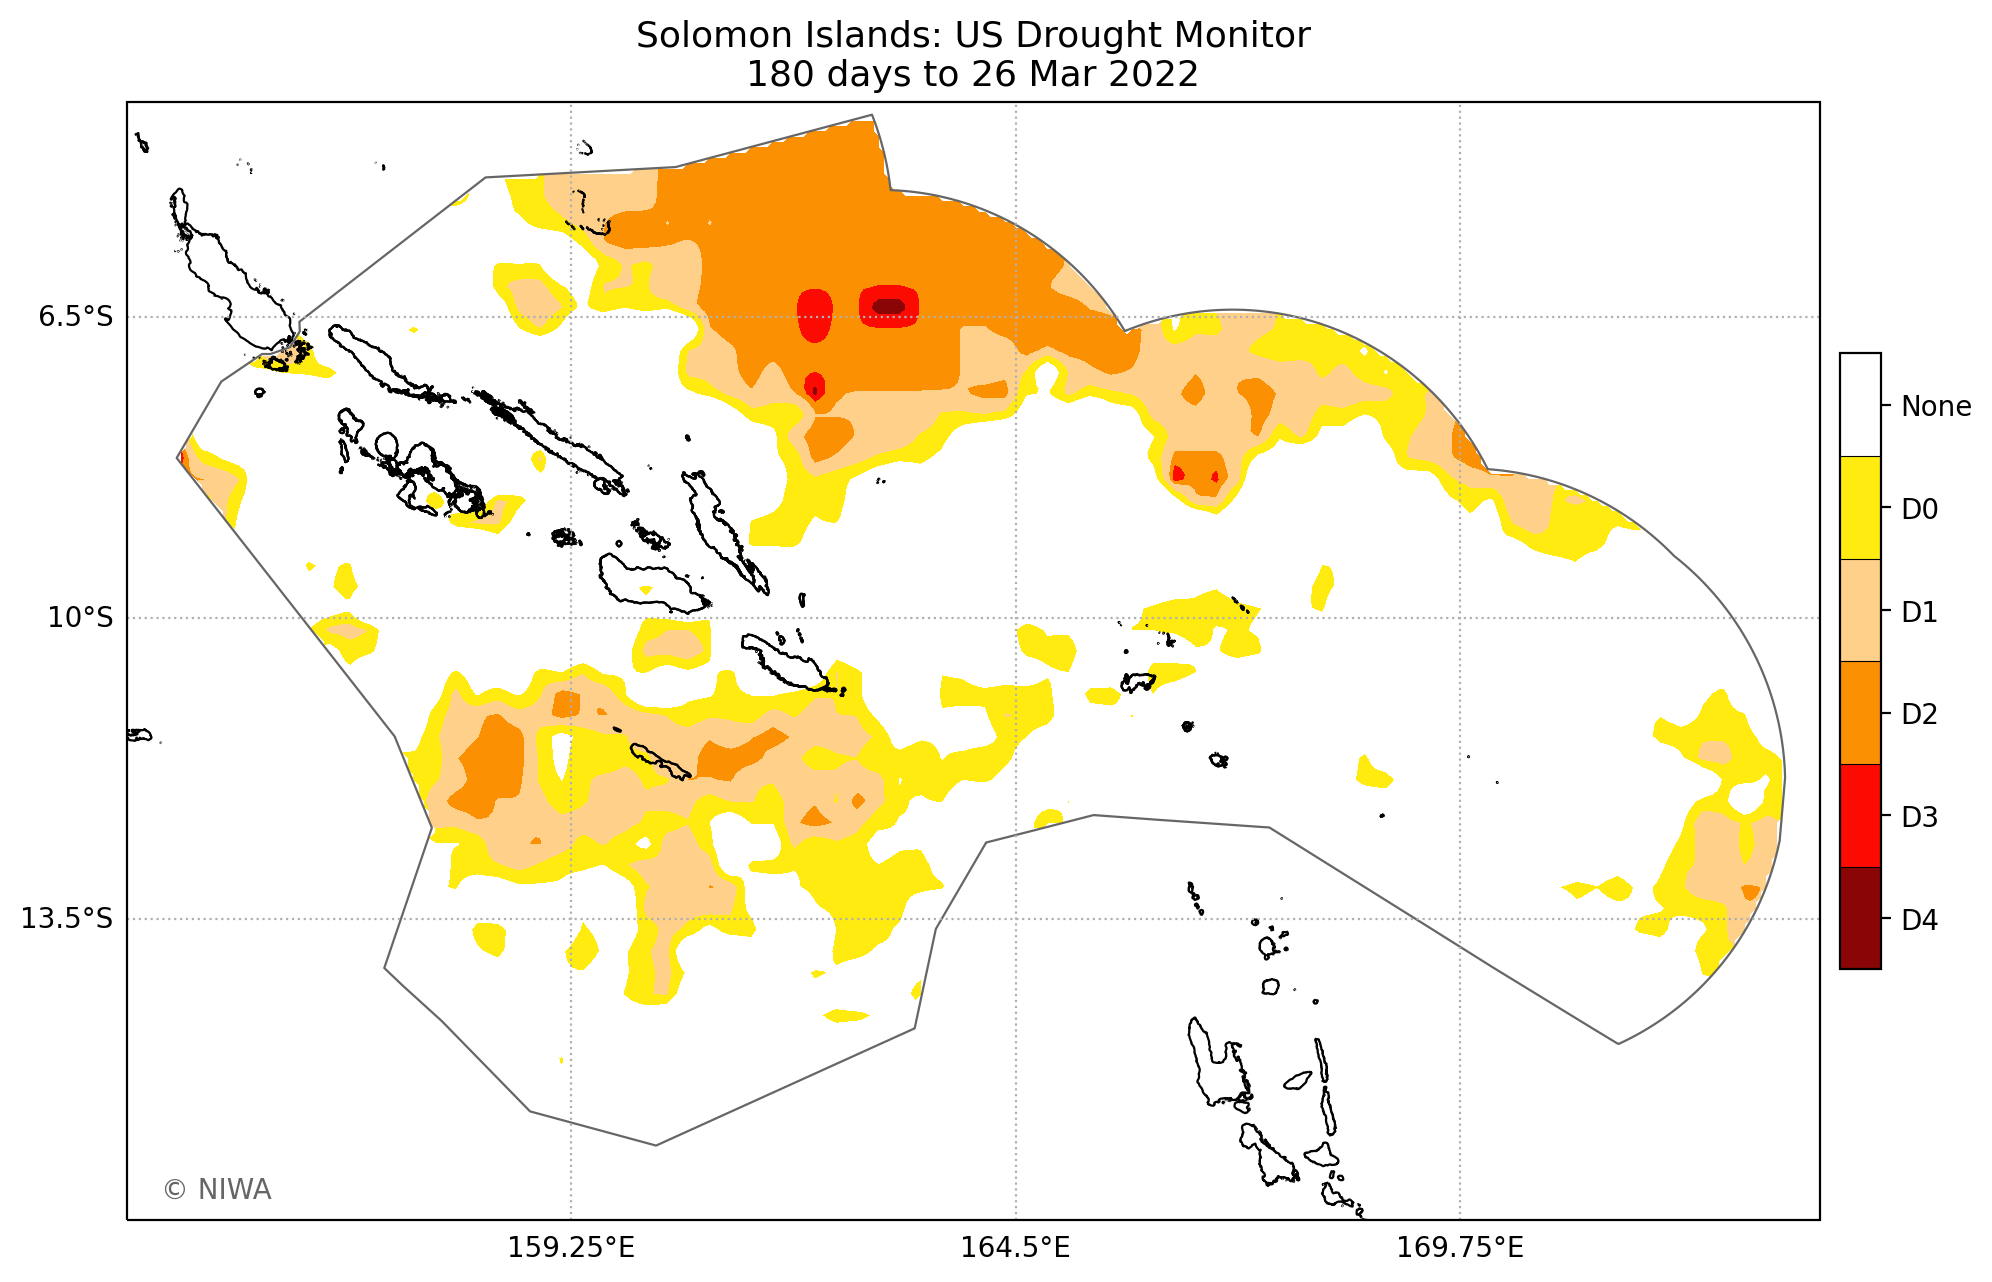 Solomon Islands: US Drought Monitor
180 days to 26 Mar 2022
6.5°S
10°S
13.5°S
159.25°E
164.5°E
169.75°E
None
D0
D1
D2
D3
D4
© NIWA